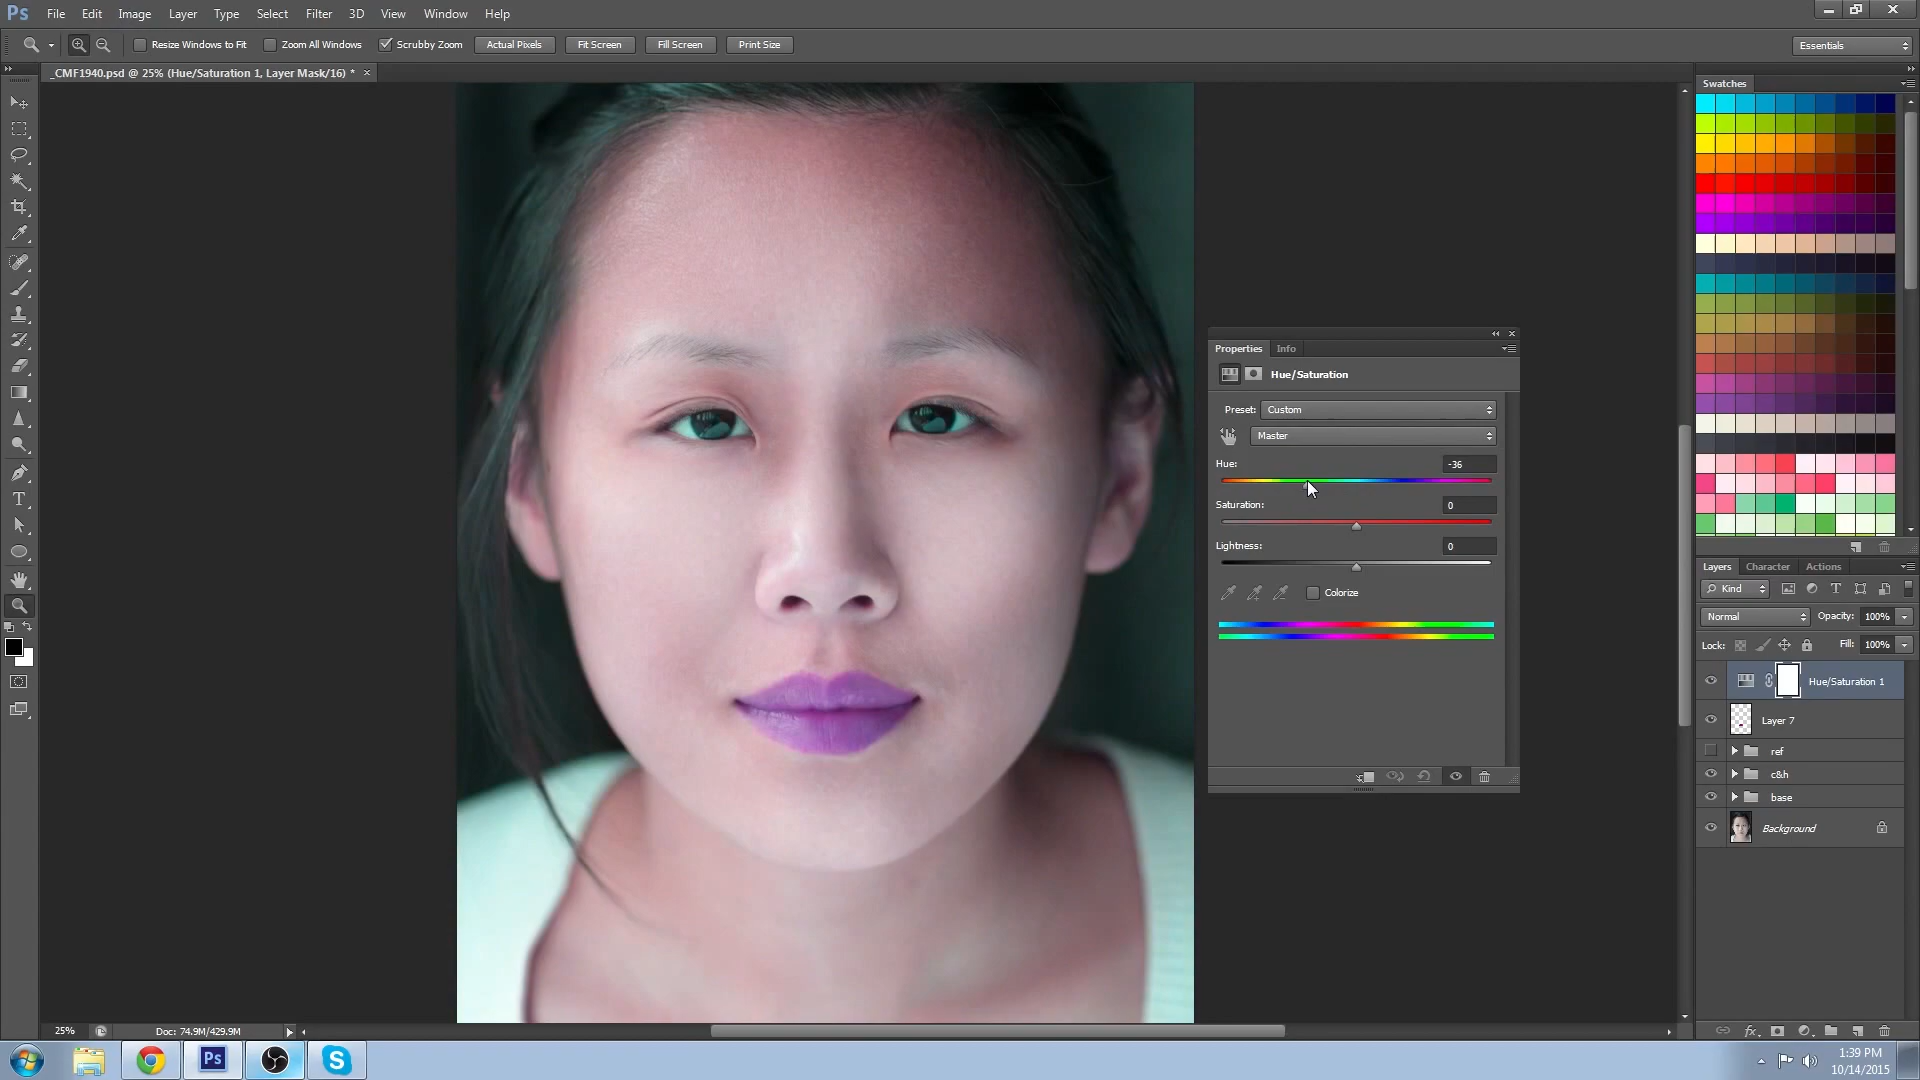 Ps File Edit Image Layer Type Select Filter 3D View Window Help
Resize Windows to Fit Zoom All Windows Scrubby Zoom Actual Pixels Fit Screen Fill Screen Print Size Essentials
_CMF1940.psd @ 25% (Hue/Saturation 1, Layer Mask/16) * ×
Swatches
Properties Info
Hue/Saturation
Preset: Custom
Master
Hue: -36
Saturation: 0
Lightness: 0
Colorize
Layers Character Actions
Kind T
Normal Opacity: 100%
Lock: Fill: 100%
Hue/Saturation 1
Layer 7
ref
c&h
base
Background
T
25% Doc: 74.9M/429.9M
fx
Ps S
1:39 PM
10/14/2015